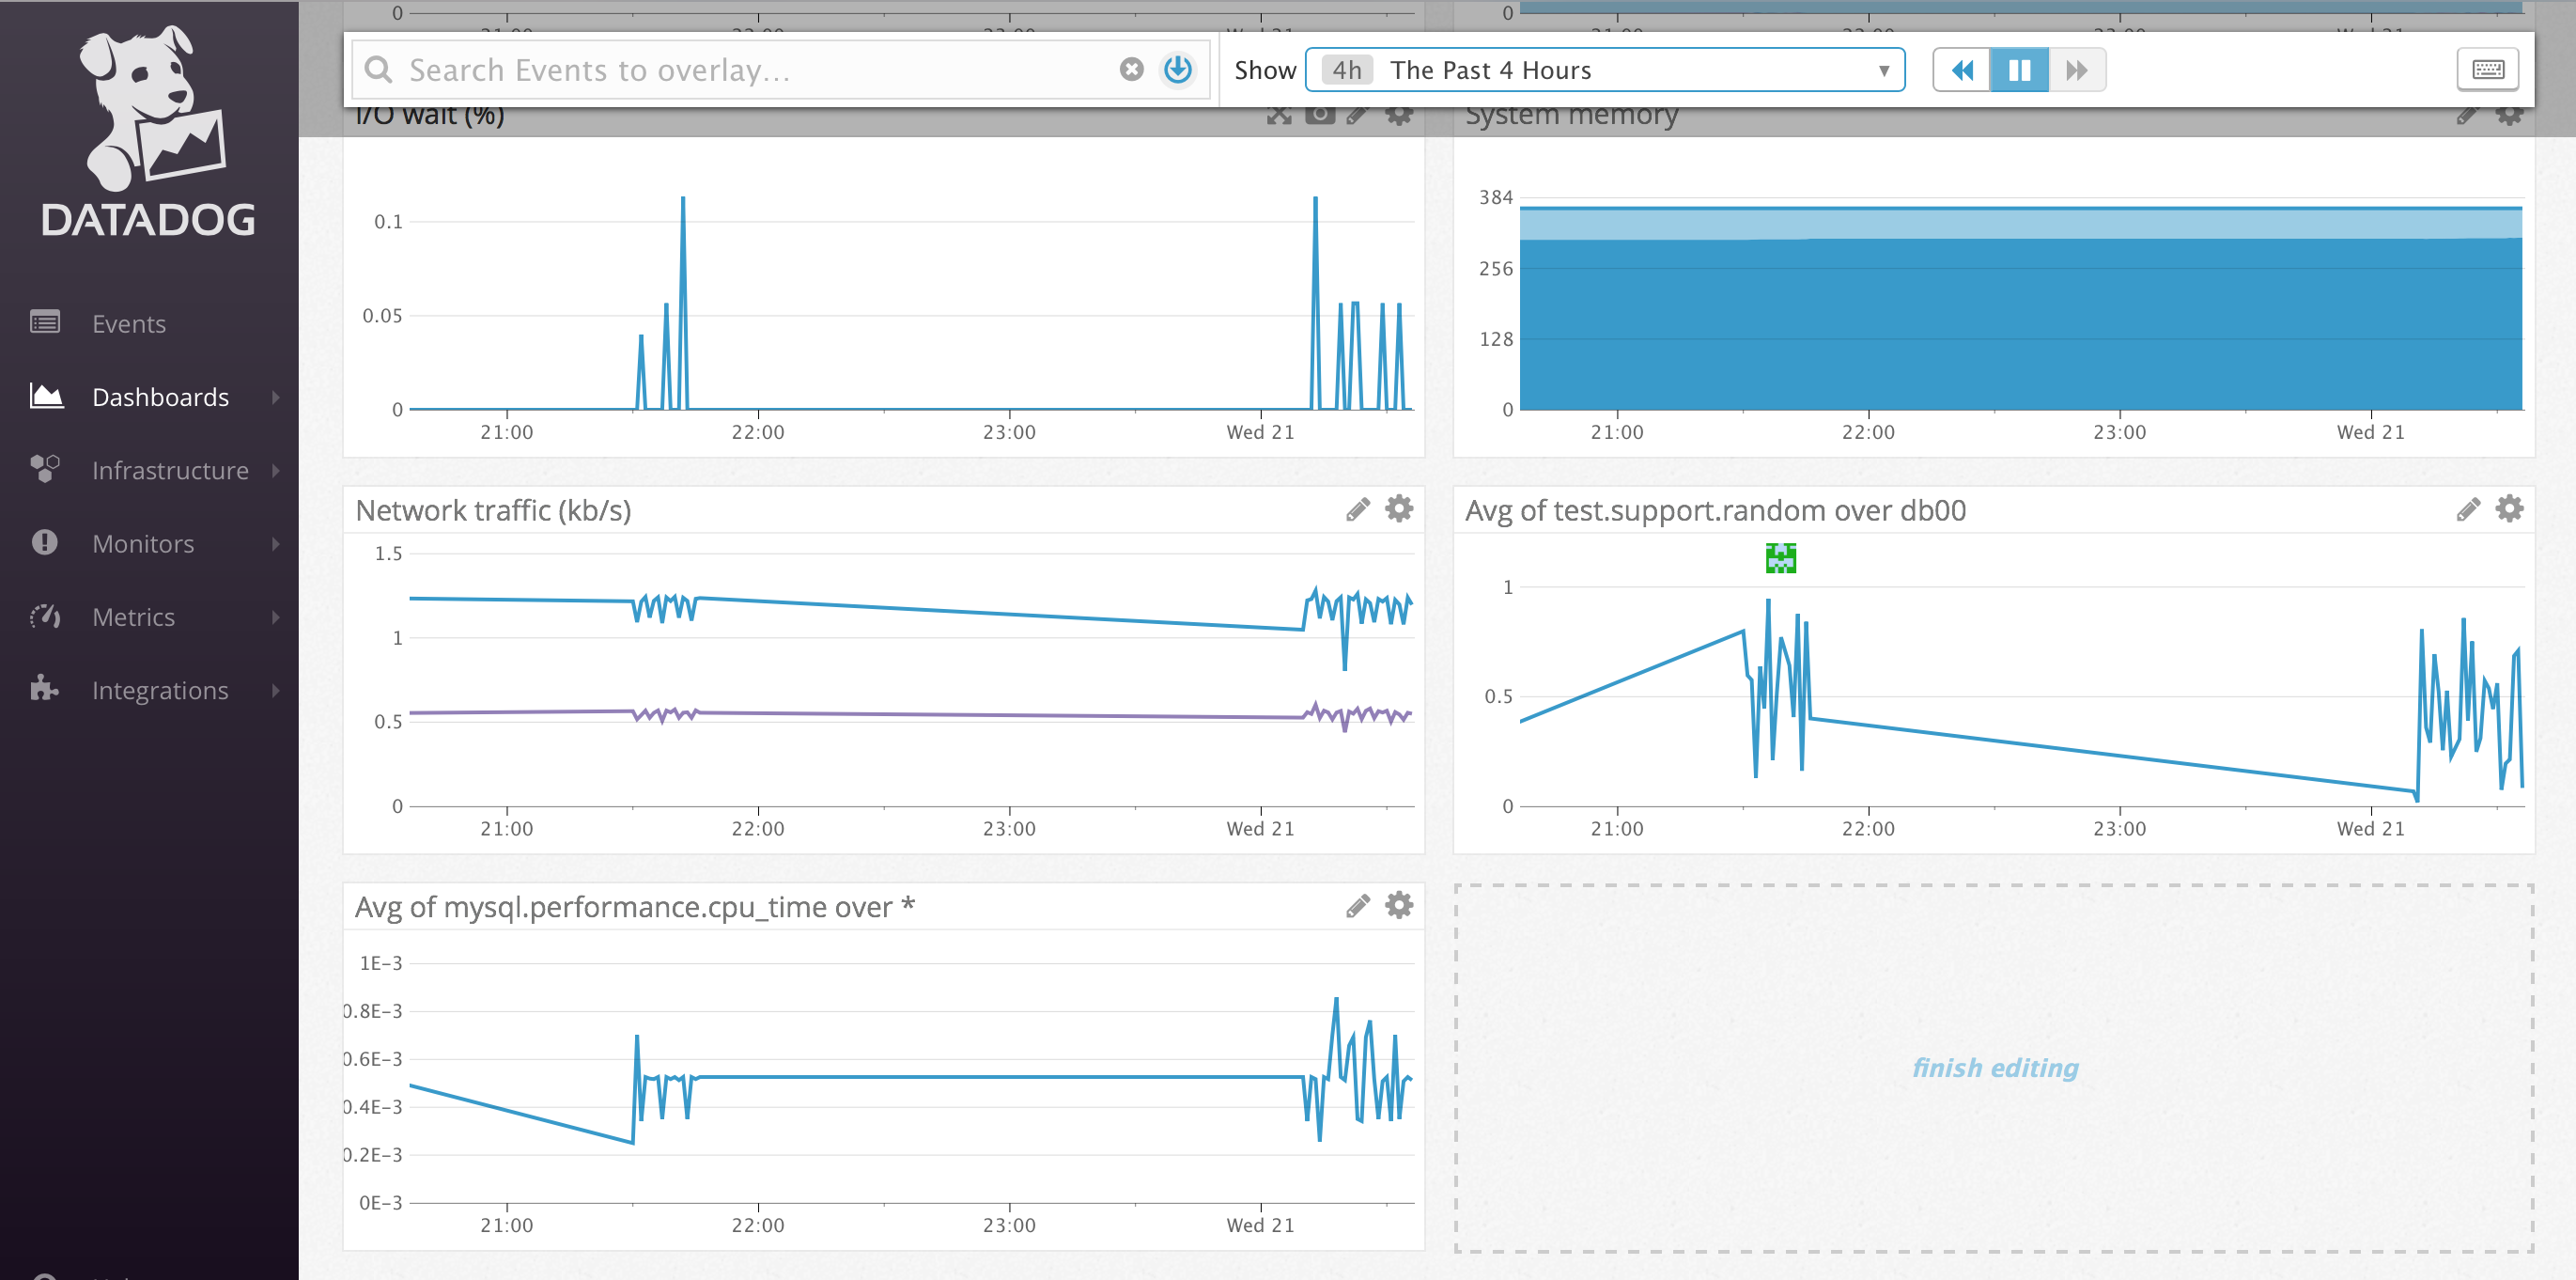 DATADOG
Events
Dashboards
Infrastructure
Monitors
Metrics
Integrations
0
0
Search Events to overlay...
Show 4h The Past 4 Hours
I/O wait (%)
0.1
0.05
0
21:00 22:00 23:00 Wed 21
System memory
384
256
128
0
21:00 22:00 23:00 Wed 21
Network traffic (kb/s)
1.5
1
0.5
0
21:00 22:00 23:00 Wed 21
Avg of test.support.random over db00
1
0.5
0
21:00 22:00 23:00 Wed 21
Avg of mysql.performance.cpu_time over *
1E-3
0.8E-3
0.6E-3
0.4E-3
0.2E-3
0E-3
21:00 22:00 23:00 Wed 21
finish editing